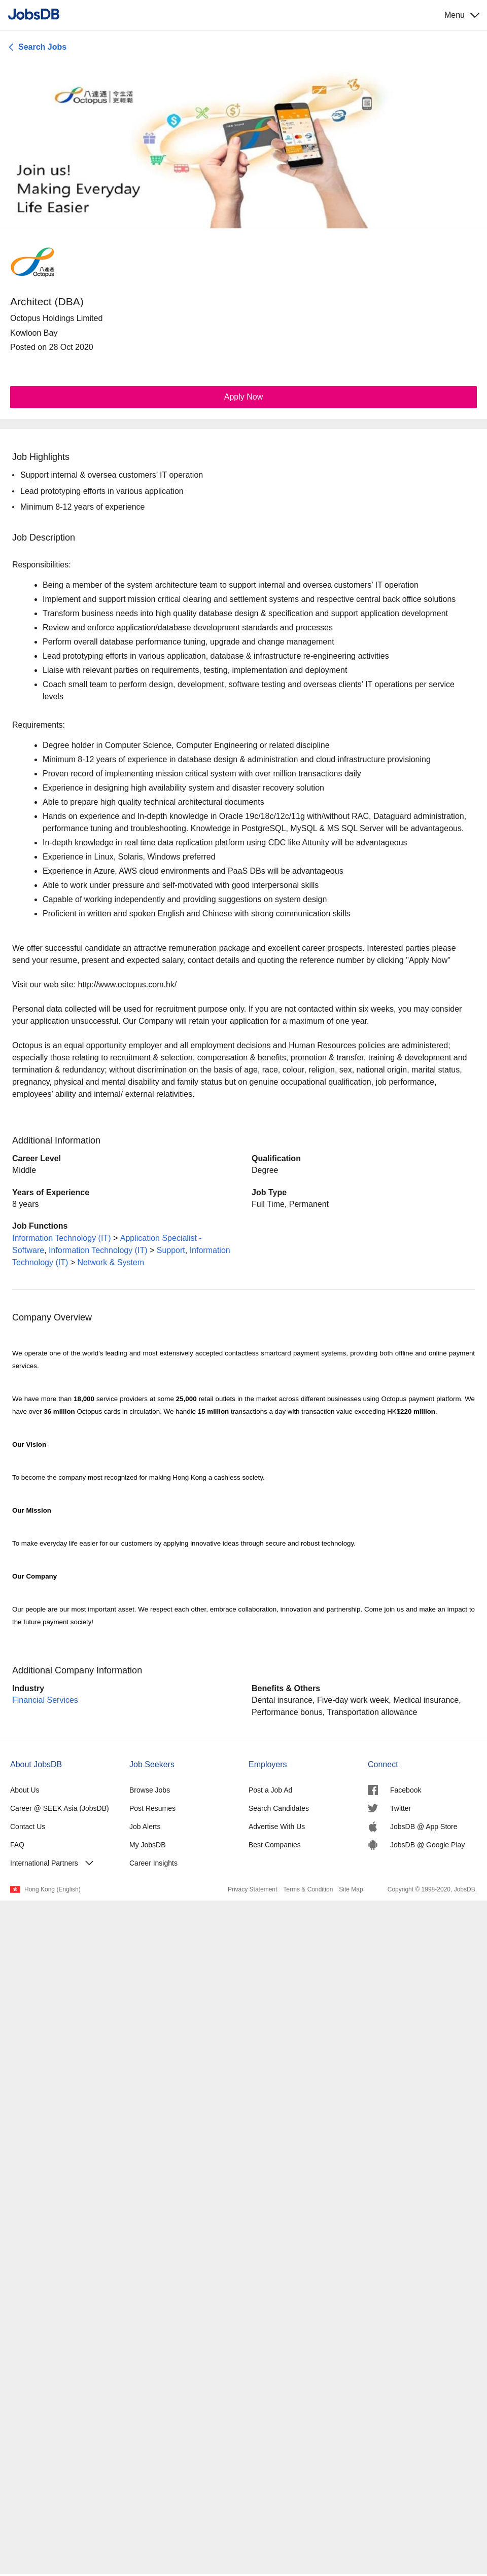 JobsDB
Menu
Search Jobs
八達通
Octopus
令生活
更輕鬆
Join us!
Making Everyday
Life Easier
八達通
Octopus
Architect (DBA)
Octopus Holdings Limited
Kowloon Bay
Posted on 28 Oct 2020
Apply Now
Job Highlights
• Support internal & oversea customers' IT operation
• Lead prototyping efforts in various application
• Minimum 8-12 years of experience
Job Description
Responsibilities:
• Being a member of the system architecture team to support internal and oversea customers' IT operation
• Implement and support mission critical clearing and settlement systems and respective central back office solutions
• Transform business needs into high quality database design & specification and support application development
• Review and enforce application/database development standards and processes
• Perform overall database performance tuning, upgrade and change management
• Lead prototyping efforts in various application, database & infrastructure re-engineering activities
• Liaise with relevant parties on requirements, testing, implementation and deployment
• Coach small team to perform design, development, software testing and overseas clients' IT operations per service
levels
Requirements:
• Degree holder in Computer Science, Computer Engineering or related discipline
• Minimum 8-12 years of experience in database design & administration and cloud infrastructure provisioning
• Proven record of implementing mission critical system with over million transactions daily
• Experience in designing high availability system and disaster recovery solution
• Able to prepare high quality technical architectural documents
• Hands on experience and In-depth knowledge in Oracle 19c/18c/12c/11g with/without RAC, Dataguard administration,
performance tuning and troubleshooting. Knowledge in PostgreSQL, MySQL & MS SQL Server will be advantageous.
• In-depth knowledge in real time data replication platform using CDC like Attunity will be advantageous
• Experience in Linux, Solaris, Windows preferred
• Experience in Azure, AWS cloud environments and PaaS DBs will be advantageous
• Able to work under pressure and self-motivated with good interpersonal skills
• Capable of working independently and providing suggestions on system design
• Proficient in written and spoken English and Chinese with strong communication skills
We offer successful candidate an attractive remuneration package and excellent career prospects. Interested parties please
send your resume, present and expected salary, contact details and quoting the reference number by clicking "Apply Now"
Visit our web site: http://www.octopus.com.hk/
Personal data collected will be used for recruitment purpose only. If you are not contacted within six weeks, you may consider
your application unsuccessful. Our Company will retain your application for a maximum of one year.
Octopus is an equal opportunity employer and all employment decisions and Human Resources policies are administered;
especially those relating to recruitment & selection, compensation & benefits, promotion & transfer, training & development and
termination & redundancy; without discrimination on the basis of age, race, colour, religion, sex, national origin, marital status,
pregnancy, physical and mental disability and family status but on genuine occupational qualification, job performance,
employees' ability and internal/ external relativities.
Additional Information
Career Level
Middle
Qualification
Degree
Years of Experience
8 years
Job Type
Full Time, Permanent
Job Functions
Information Technology (IT) > Application Specialist -
Software, Information Technology (IT) > Support, Information
Technology (IT) > Network & System
Company Overview
We operate one of the world's leading and most extensively accepted contactless smartcard payment systems, providing both offline and online payment
services.
We have more than 18,000 service providers at some 25,000 retail outlets in the market across different businesses using Octopus payment platform. We
have over 36 million Octopus cards in circulation. We handle 15 million transactions a day with transaction value exceeding HK$220 million.
Our Vision
To become the company most recognized for making Hong Kong a cashless society.
Our Mission
To make everyday life easier for our customers by applying innovative ideas through secure and robust technology.
Our Company
Our people are our most important asset. We respect each other, embrace collaboration, innovation and partnership. Come join us and make an impact to
the future payment society!
Additional Company Information
Industry
Financial Services
Benefits & Others
Dental insurance, Five-day work week, Medical insurance,
Performance bonus, Transportation allowance
About JobsDB
About Us
Career @ SEEK Asia (JobsDB)
Contact Us
FAQ
International Partners
Job Seekers
Browse Jobs
Post Resumes
Job Alerts
My JobsDB
Career Insights
Employers
Post a Job Ad
Search Candidates
Advertise With Us
Best Companies
Connect
Facebook
Twitter
JobsDB @ App Store
JobsDB @ Google Play
Hong Kong (English)
Privacy Statement Terms & Condition Site Map
Copyright © 1998-2020, JobsDB.